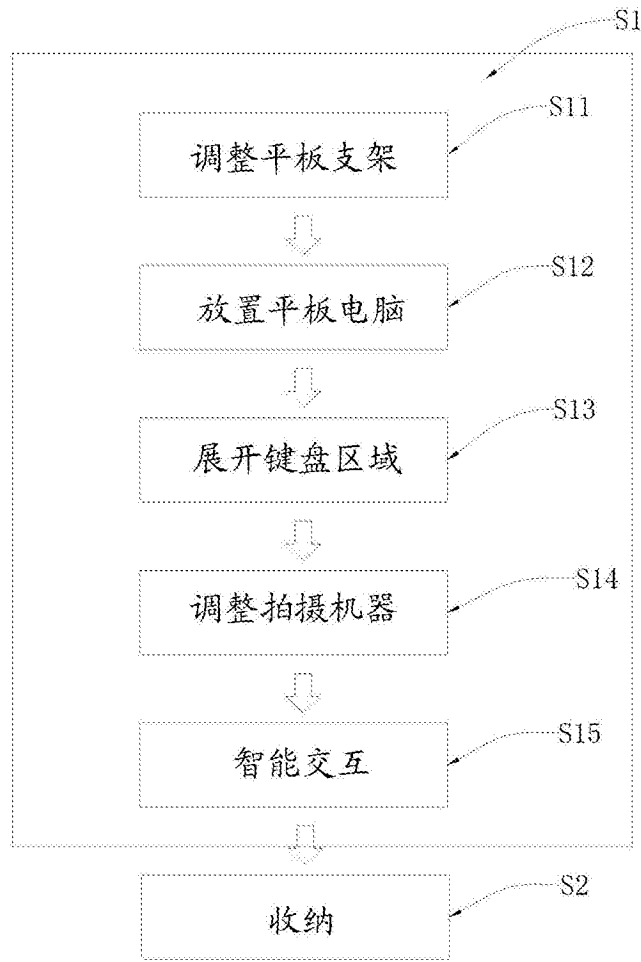 S1
S11
调整平板支架
S12
放置平板电脑
S13
展开键盘区域
S14
调整拍摄机器
S15
智能交互
S2
收纳